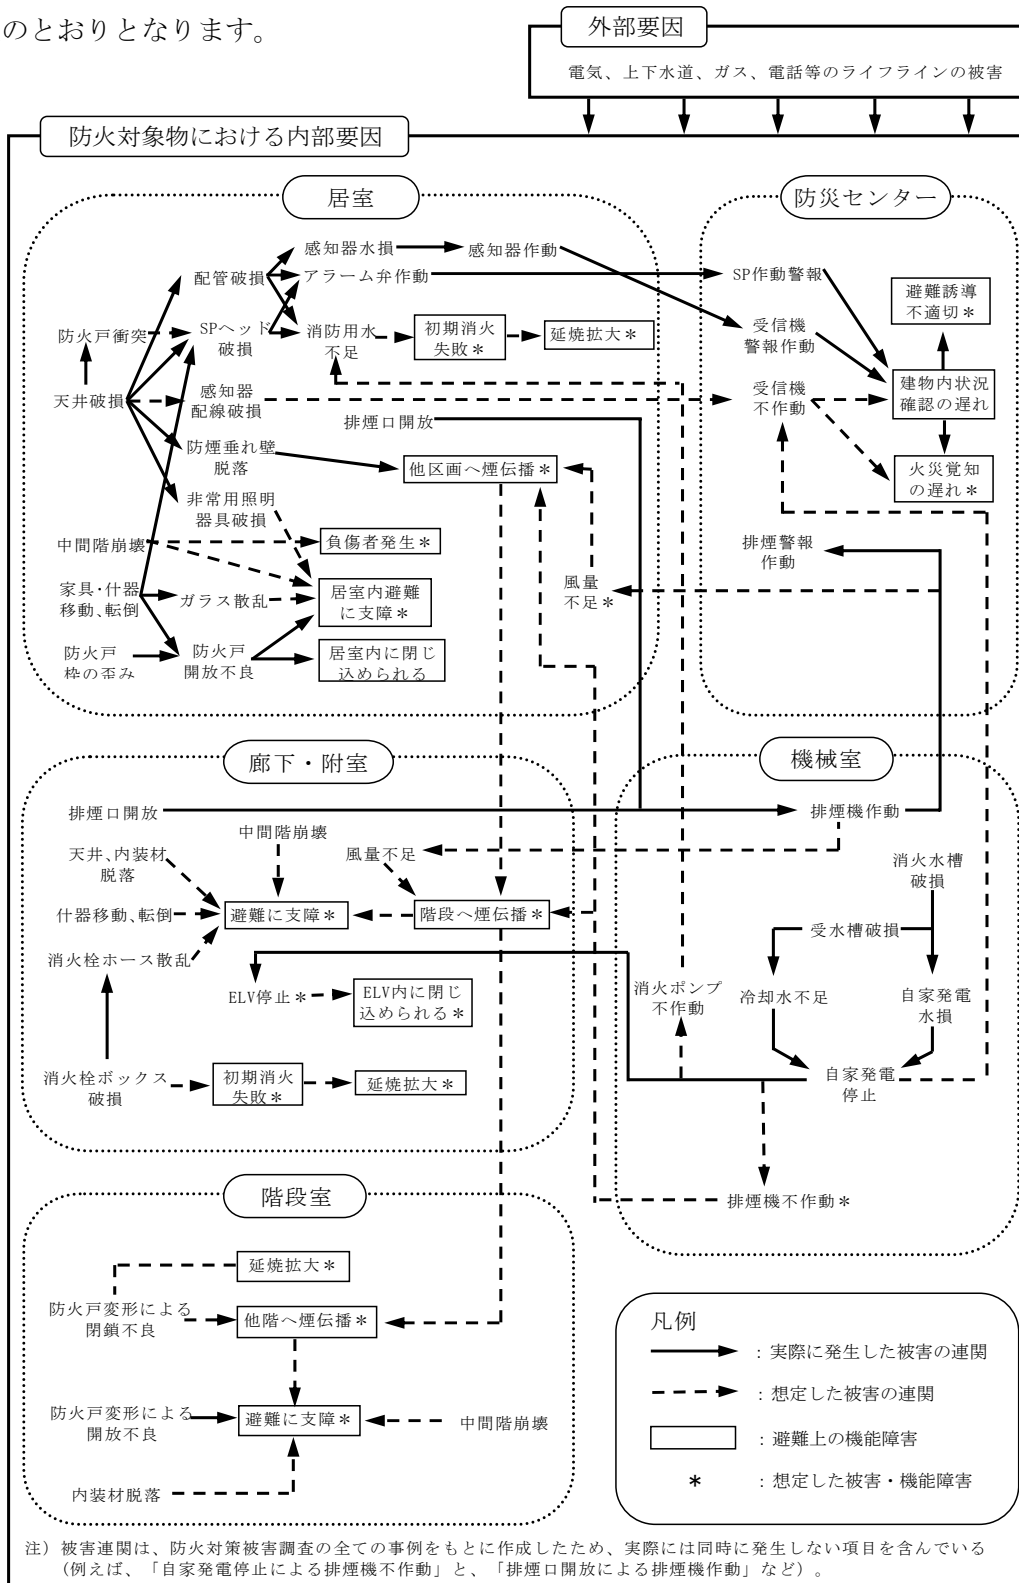 のとおりとなります。
外部要因
電気、上下水道、ガス、電話等のライフラインの被害
防火対象物における内部要因
居室
防災センター
感知器水損
感知器作動
配管破損
アラーム弁作動
SP作動警報
避難誘導
不適切＊
防火戸衝突
SPヘッド
破損
消防用水
不足
初期消火
失敗＊
延焼拡大＊
受信機
警報作動
天井破損
感知器
配線破損
受信機
不作動
建物内状況
確認の遅れ
排煙口開放
防煙垂れ壁
脱落
他区画へ煙伝播＊
火災覚知
の遅れ＊
非常用照明
器具破損
中間階崩壊
負傷者発生＊
排煙警報
作動
家具・什器
移動、転倒
ガラス散乱
居室内避難
に支障＊
風量
不足＊
防火戸
枠の歪み
防火戸
開放不良
居室内に閉じ
込められる
廊下・附室
機械室
排煙口開放
排煙機作動
中間階崩壊
天井、内装材
脱落
風量不足
消火水槽
破損
什器移動、転倒
避難に支障＊
階段へ煙伝播＊
受水槽破損
消火栓ホース散乱
ELV停止＊
ELV内に閉じ
込められる＊
消火ポンプ
不作動
冷却水不足
自家発電
水損
消火栓ボックス
破損
初期消火
失敗＊
延焼拡大＊
自家発電
停止
階段室
排煙機不作動＊
延焼拡大＊
防火戸変形による
閉鎖不良
他階へ煙伝播＊
防火戸変形による
開放不良
避難に支障＊
中間階崩壊
内装材脱落
凡例
：実際に発生した被害の連関
：想定した被害の連関
：避難上の機能障害
＊ ：想定した被害・機能障害
注）被害連関は、防火対策被害調査の全ての事例をもとに作成したため、実際には同時に発生しない項目を含んでいる
（例えば、「自家発電停止による排煙機不作動」と、「排煙口開放による排煙機作動」など）。